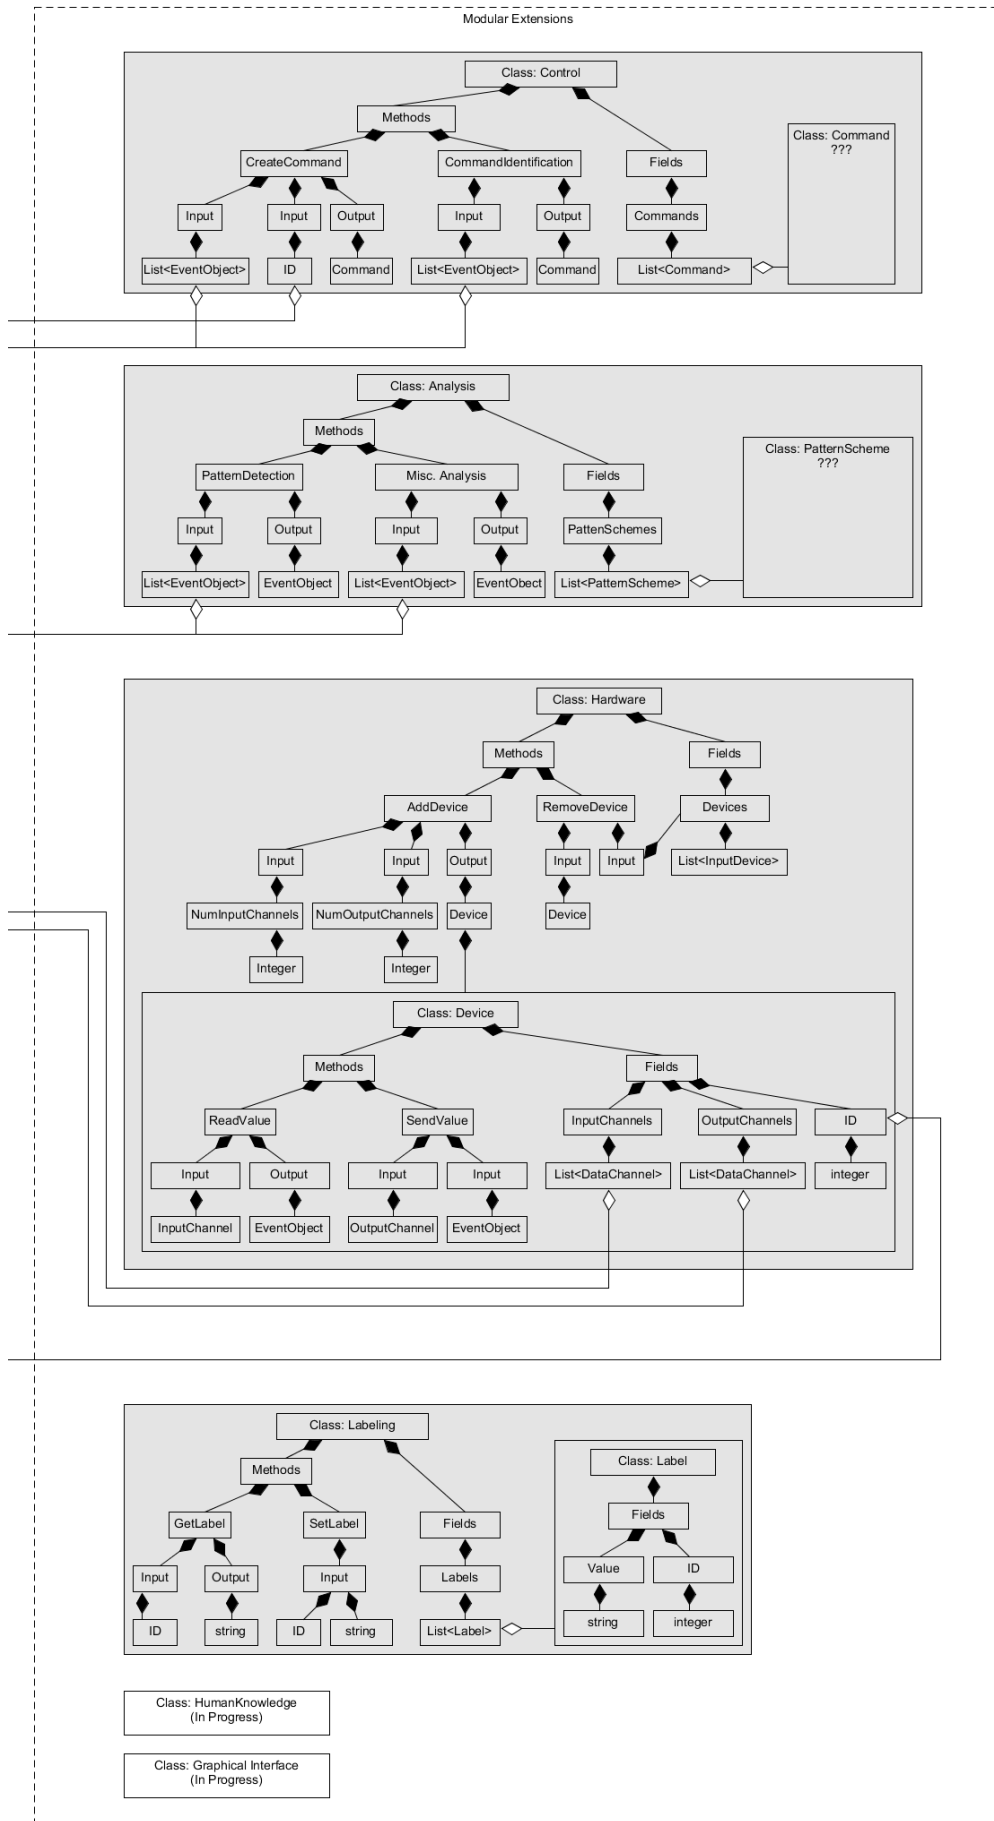 Modular Extensions
Class: Control
Methods
Class: Command
???
CreateCommand
CommandIdentification
Fields
Input
Input
Output
Input
Output
Commands
List<EventObject>
ID
Command
List<EventObject>
Command
List<Command>
Class: Analysis
Methods
Class: PatternScheme
???
PatternDetection
Misc. Analysis
Fields
Input
Output
Input
Output
PattenSchemes
List<EventObject>
EventObject
List<EventObject>
EventObect
List<PatternScheme>
Class: Hardware
Methods
Fields
AddDevice
RemoveDevice
Devices
Input
Input
Output
Input
Input
List<InputDevice>
NumInputChannels
NumOutputChannels
Device
Device
Integer
Integer
Class: Device
Methods
Fields
ReadValue
SendValue
InputChannels
OutputChannels
ID
Input
Output
Input
Input
List<DataChannel>
List<DataChannel>
integer
InputChannel
EventObject
OutputChannel
EventObject
Class: Labeling
Methods
Class: Label
Fields
GetLabel
SetLabel
Fields
Input
Output
Input
Labels
Value
ID
ID
string
ID
string
List<Label>
string
integer
Class: HumanKnowledge
(In Progress)
Class: Graphical Interface
(In Progress)